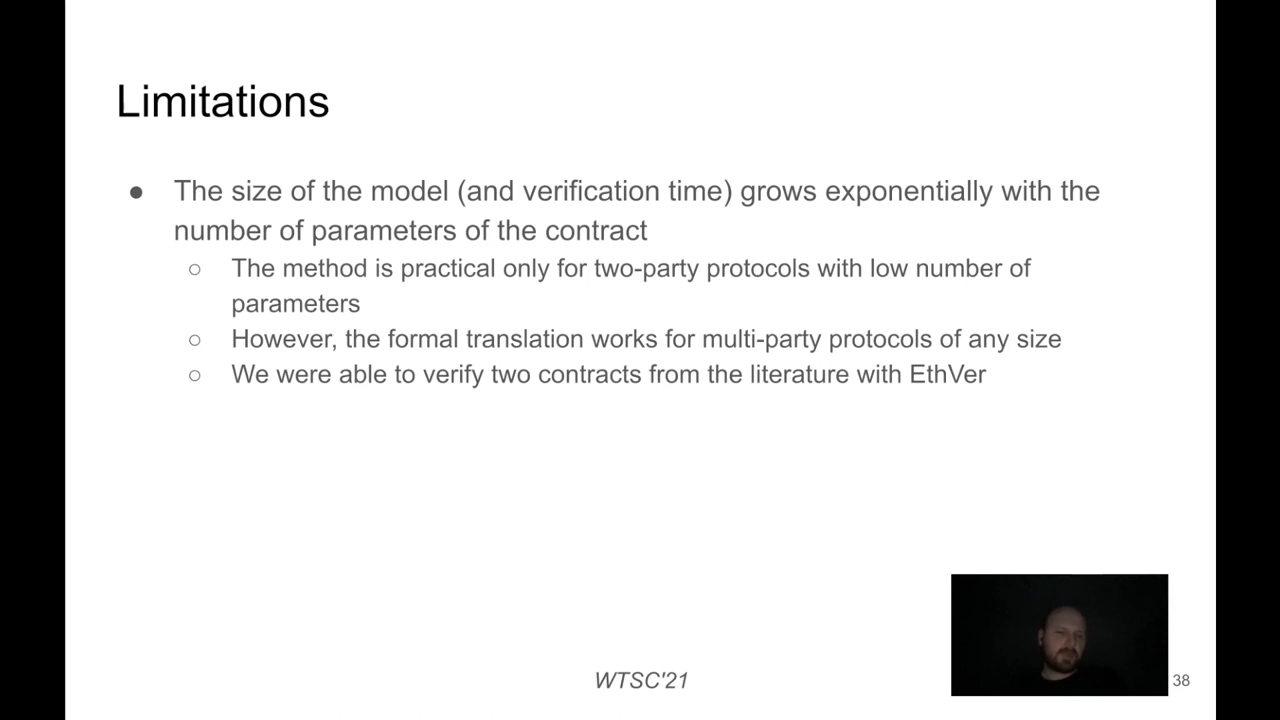 Limitations
● The size of the model (and verification time) grows exponentially with the
number of parameters of the contract
○ The method is practical only for two-party protocols with low number of
parameters
○ However, the formal translation works for multi-party protocols of any size
○ We were able to verify two contracts from the literature with EthVer
WTSC'21
38